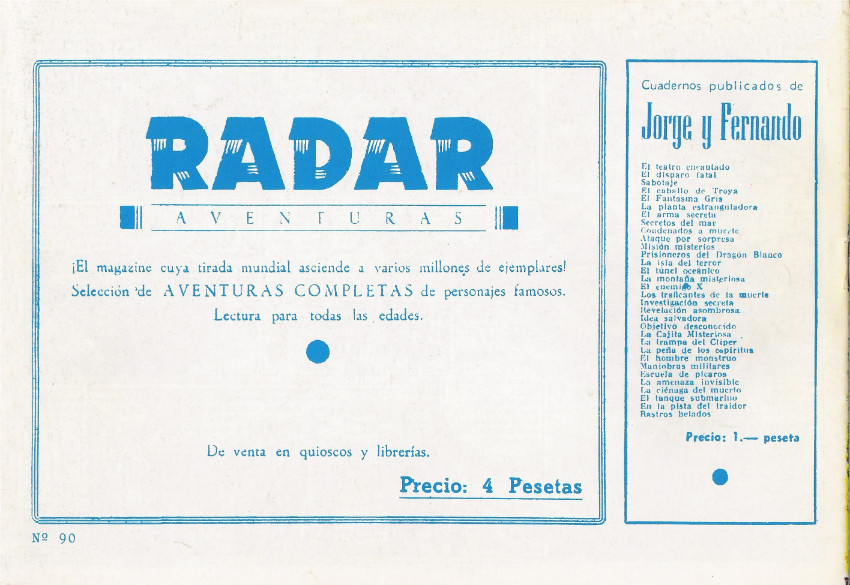 RADAR
AVENTURAS
¡El magazine cuya tirada mundial asciende a varios millones de ejemplares!
Selección de AVENTURAS COMPLETAS de personajes famosos.
Lectura para todas las edades.
De venta en quioscos y librerías.
Precio: 4 Pesetas
Nº 90
Cuadernos publicados de
Jorge y Fernando
El teatro encantado
El disparo fatal
Sabotaje
El caballo de Troya
El Fantasma Gris
La planta estranguladora
El arma secreta
Secretos del mar
Condenados a muerte
Ataque por sorpresa
Misión misterios
Prisioneros del Dragón Blanco
La isla del terror
El túnel oceánico
La montaña misteriosa
El enemigo X
Los traficantes de la muerte
Investigación secreta
Revelación asombrosa
Idea salvadora
Objetivo desconocido
La Cajita Misteriosa
La trampa del Cliper
La peña de los espíritus
El hombre monstruo
Maniobras militares
Escuela de pícaros
La amenaza invisible
La ciénaga del muerto
El tanque submarino
En la pista del traidor
Rastros helados
Precio: 1.— peseta